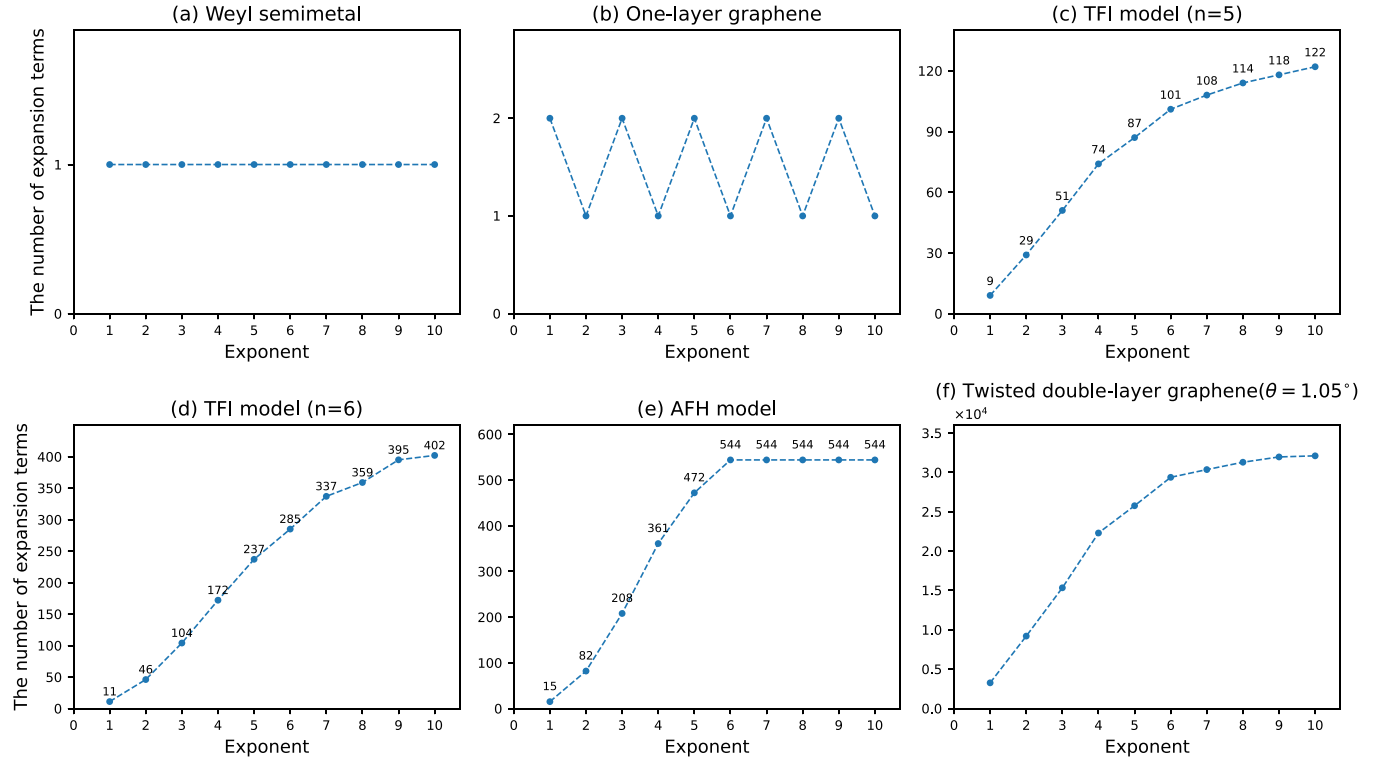 (a) Weyl semimetal
The number of expansion terms
1
0
0 1 2 3 4 5 6 7 8 9 10
Exponent
(b) One-layer graphene
2
1
0
0 1 2 3 4 5 6 7 8 9 10
Exponent
(c) TFI model (n=5)
120
90
60
30
0
9 29 51 74 87 101 108 114 118 122
0 1 2 3 4 5 6 7 8 9 10
Exponent
(d) TFI model (n=6)
The number of expansion terms
400
350
300
250
200
150
100
50
0
11 46 104 172 237 285 337 359 395 402
0 1 2 3 4 5 6 7 8 9 10
Exponent
(e) AFH model
600
500
400
300
200
100
0
15 82 208 361 472 544 544 544 544 544
0 1 2 3 4 5 6 7 8 9 10
Exponent
(f) Twisted double-layer graphene(θ = 1.05°)
×10⁴
3.5
3.0
2.5
2.0
1.5
1.0
0.5
0.0
0 1 2 3 4 5 6 7 8 9 10
Exponent